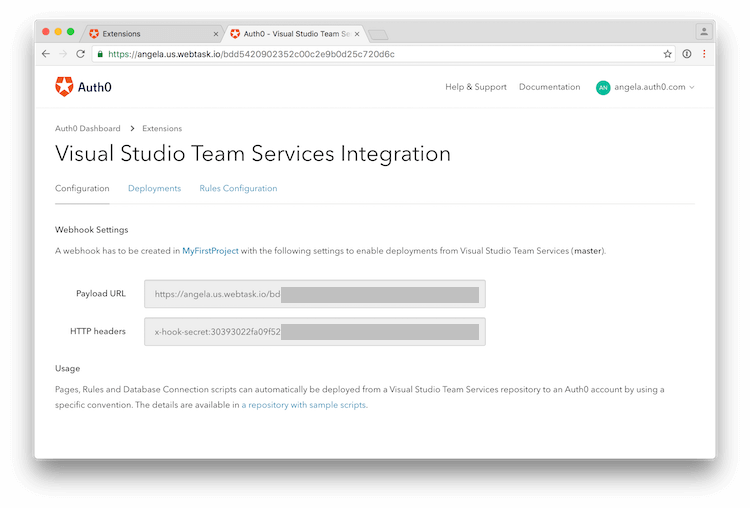 Extensions
Auth0 - Visual Studio Team Se
https://angela.us.webtask.io/bdd5420902352c00c2e9b0d25c720d6c
Auth0
Help & Support Documentation AN angela.auth0.com
Auth0 Dashboard > Extensions
Visual Studio Team Services Integration
Configuration Deployments Rules Configuration
Webhook Settings
A webhook has to be created in MyFirstProject with the following settings to enable deployments from Visual Studio Team Services (master).
Payload URL https://angela.us.webtask.io/bd
HTTP headers x-hook-secret:30393022fa09f52
Usage
Pages, Rules and Database Connection scripts can automatically be deployed from a Visual Studio Team Services repository to an Auth0 account by using a
specific convention. The details are available in a repository with sample scripts.